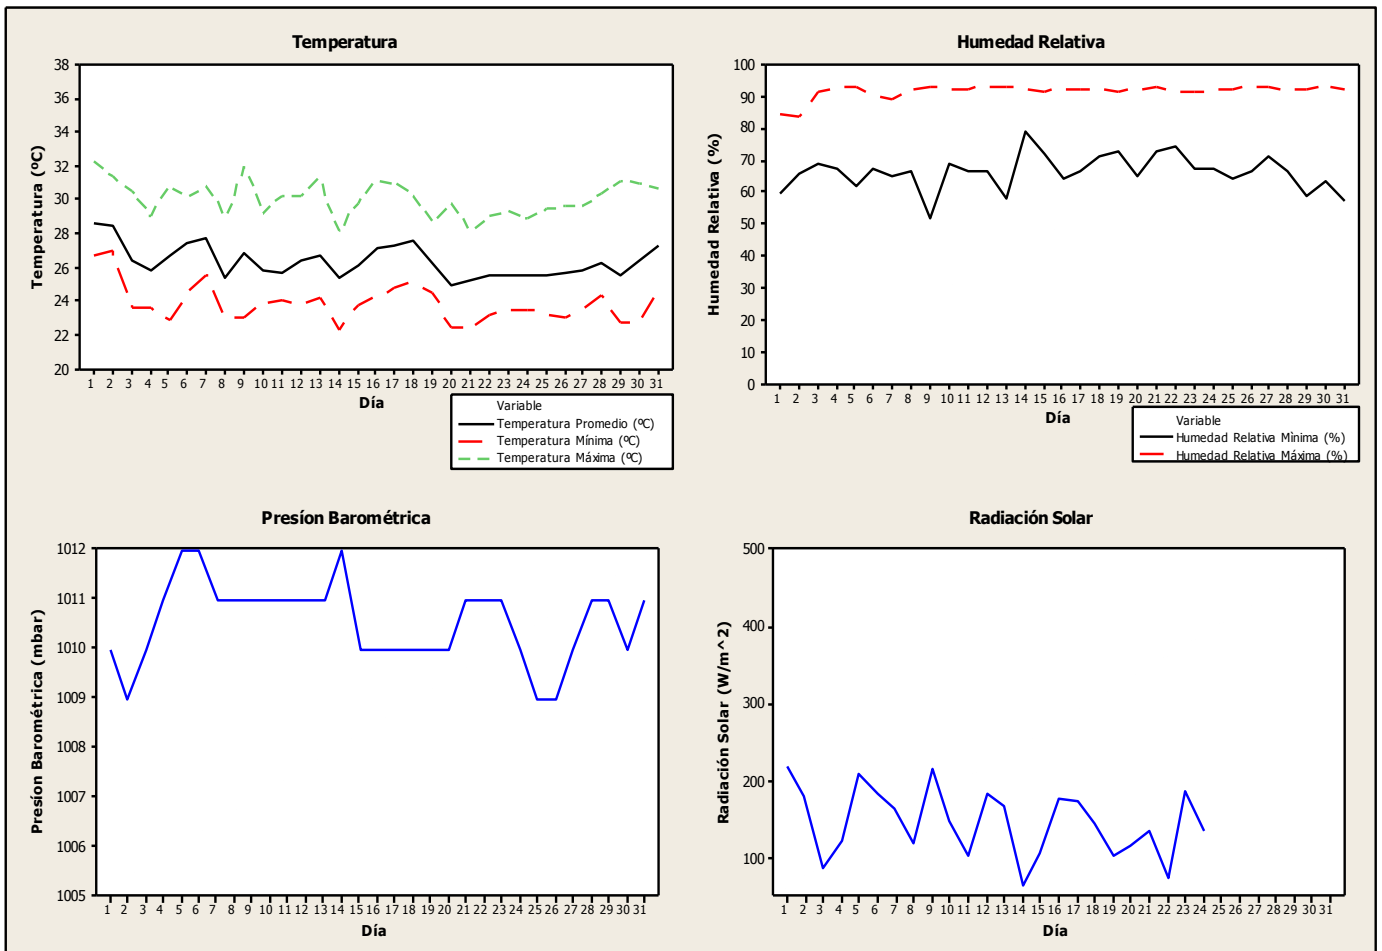 Temperatura
38
36
34
32
30
28
26
24
22
20
Temperatura (ºC)
1 2 3 4 5 6 7 8 9 10 11 12 13 14 15 16 17 18 19 20 21 22 23 24 25 26 27 28 29 30 31
Día
Variable
Temperatura Promedio (ºC)
Temperatura Mínima (ºC)
Temperatura Máxima (ºC)
Humedad Relativa
100
90
80
70
60
50
40
30
20
10
0
Humedad Relativa (%)
1 2 3 4 5 6 7 8 9 10 11 12 13 14 15 16 17 18 19 20 21 22 23 24 25 26 27 28 29 30 31
Día
Variable
Humedad Relativa Mìnima (%)
Humedad Relativa Máxima (%)
Presíon Barométrica
1012
1011
1010
1009
1008
1007
1006
1005
Presion Barométrica (mbar)
1 2 3 4 5 6 7 8 9 10 11 12 13 14 15 16 17 18 19 20 21 22 23 24 25 26 27 28 29 30 31
Día
Radiación Solar
500
400
300
200
100
Radiación Solar (W/m^2)
1 2 3 4 5 6 7 8 9 10 11 12 13 14 15 16 17 18 19 20 21 22 23 24 25 26 27 28 29 30 31
Día